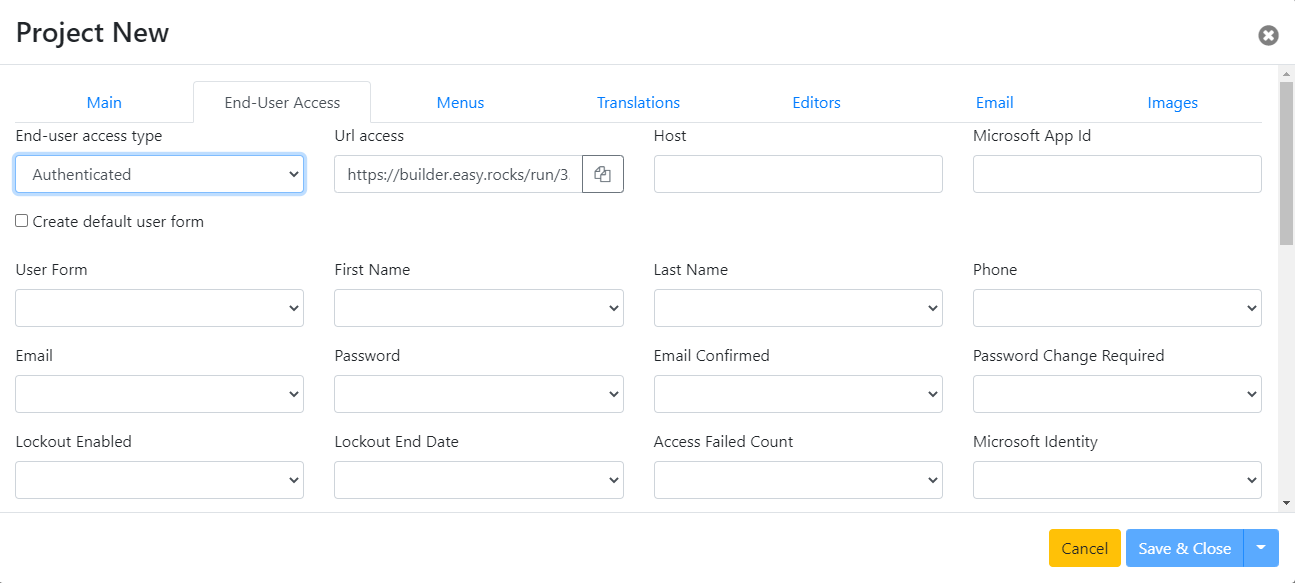 Project New
Main End-User Access Menus Translations Editors Email Images
End-user access type Url access Host Microsoft App Id
Authenticated https://builder.easy.rocks/run/3
Create default user form
User Form First Name Last Name Phone
Email Password Email Confirmed Password Change Required
Lockout Enabled Lockout End Date Access Failed Count Microsoft Identity
Cancel Save & Close